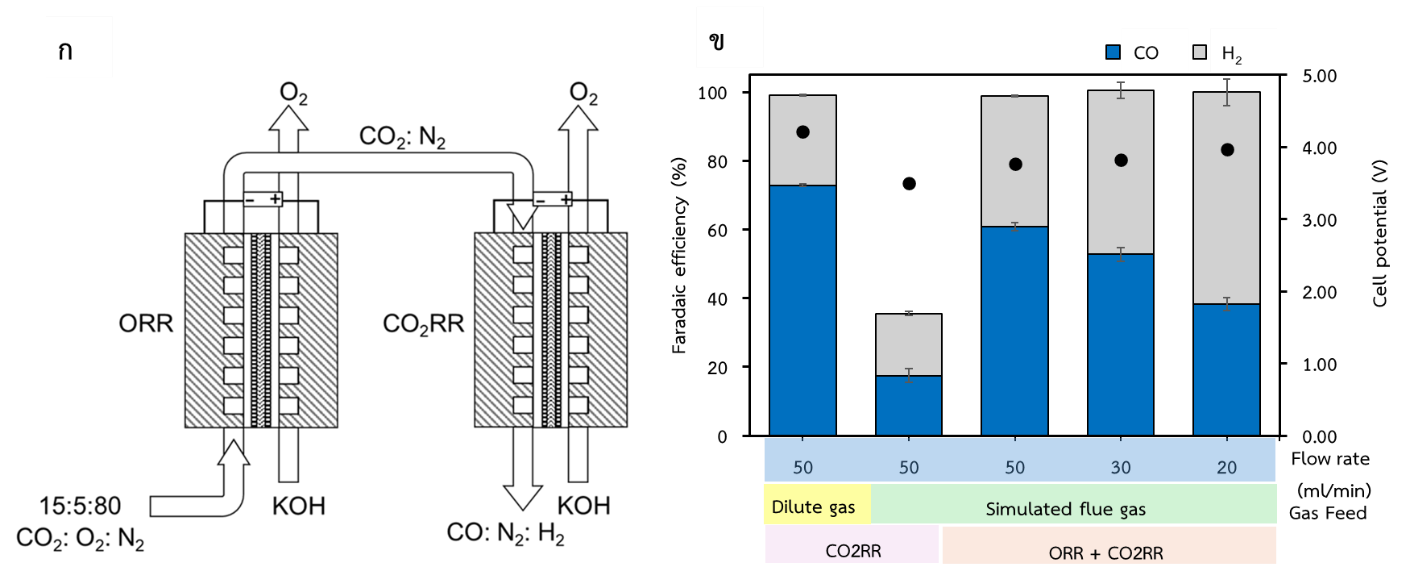 ก
O₂
O₂
CO₂: N₂
− +
− +
ORR
CO₂RR
15:5:80
CO₂: O₂: N₂
KOH
KOH
CO: N₂: H₂
ข
CO H₂
Faradaic efficiency (%)
100
80
60
40
20
0
5.00
4.00
3.00
2.00
1.00
0.00
Cell potential (V)
50 50 50 30 20
Flow rate
(ml/min)
Dilute gas Simulated flue gas
Gas Feed
CO2RR ORR + CO2RR